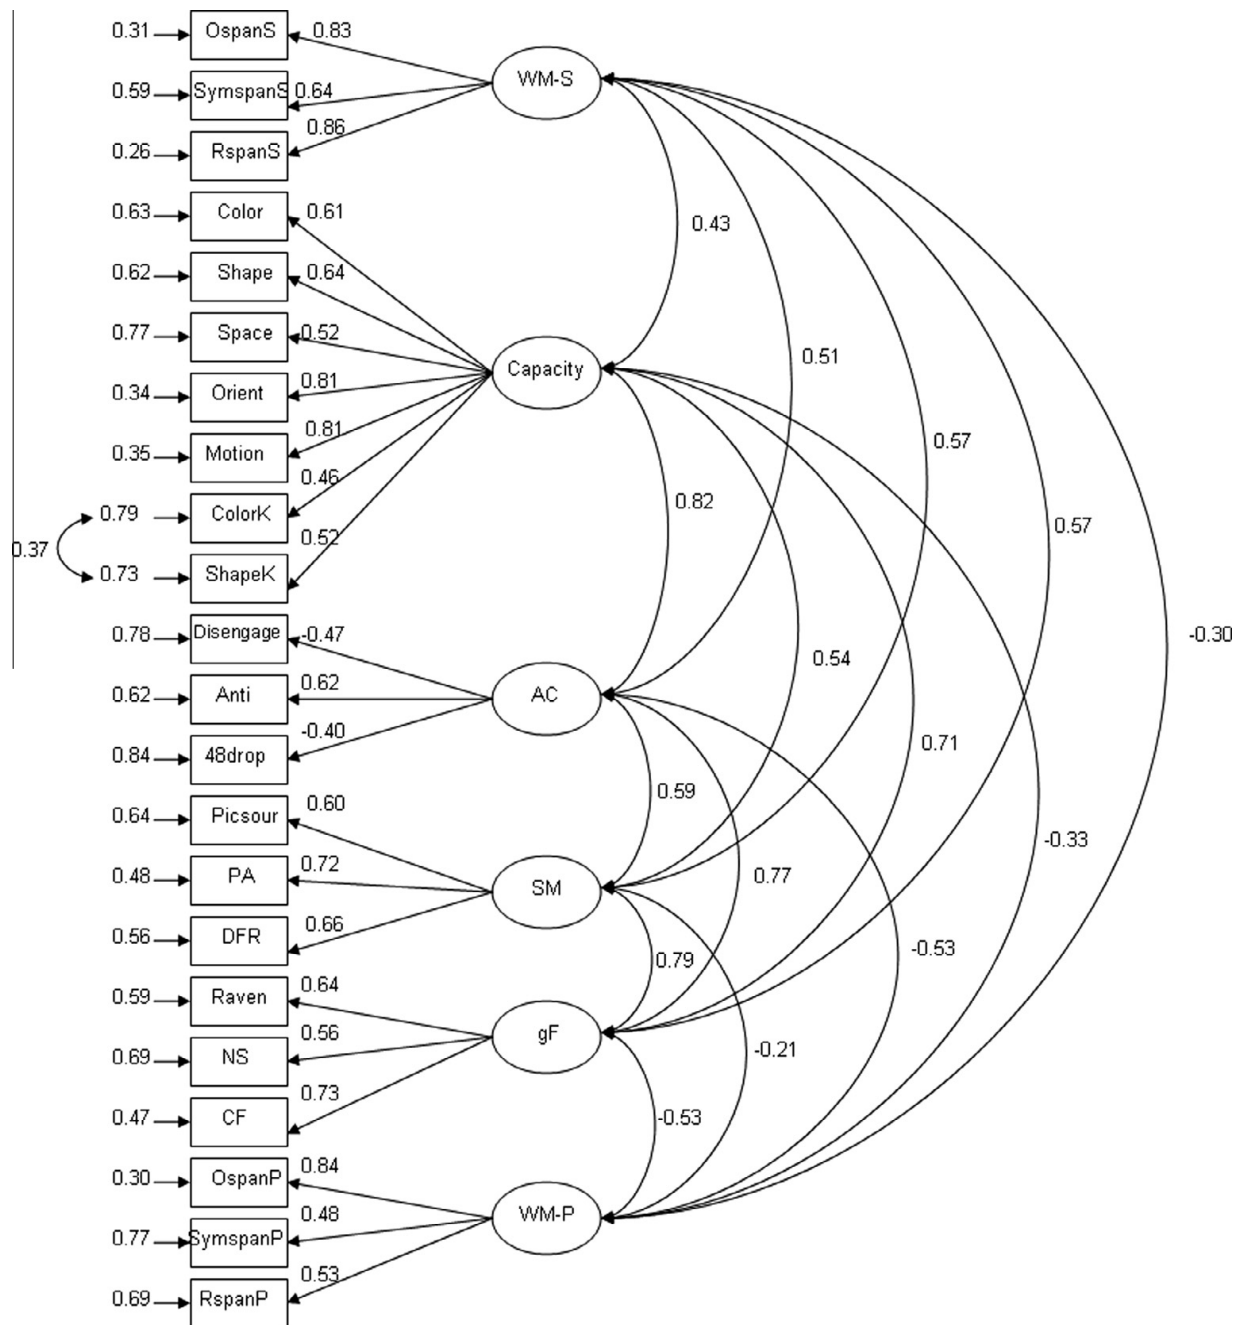 0.31 OspanS 0.83
WM-S
0.59 SymspanS 0.64
0.86
0.26 RspanS
0.63 Color 0.61
0.43
0.62 Shape 0.64
0.77 Space 0.52
0.51
Capacity
0.34 Orient 0.81
0.81
0.35 Motion
0.57
0.46
0.82
0.79 ColorK
0.57
0.37
0.52
0.73 ShapeK
0.78 Disengage -0.47
-0.30
0.54
0.62 Anti 0.62
AC
-0.40
0.71
0.84 48drop
0.59
0.64 Picsour 0.60
-0.33
0.48 PA 0.72
0.77
SM
0.66
0.56 DFR
-0.53
0.79
0.59 Raven 0.64
0.56
gF
-0.21
0.69 NS
0.73
0.47 CF
-0.53
0.84
0.30 OspanP
0.48
WM-P
0.77 SymspanP
0.53
0.69 RspanP